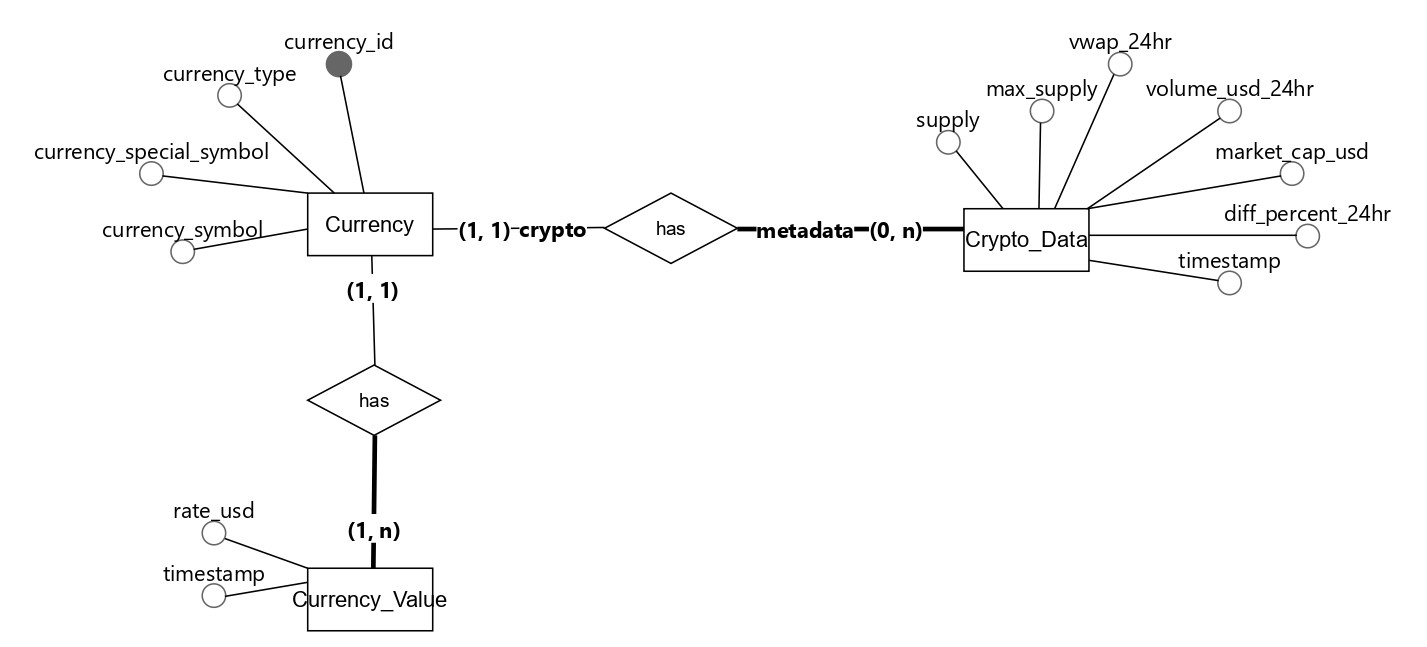 currency_id
currency_type
currency_special_symbol
currency_symbol
Currency
(1, 1) crypto
has
metadata (0, n)
Crypto_Data
vwap_24hr
max_supply
volume_usd_24hr
supply
market_cap_usd
diff_percent_24hr
timestamp
(1, 1)
has
(1, n)
rate_usd
timestamp
Currency_Value